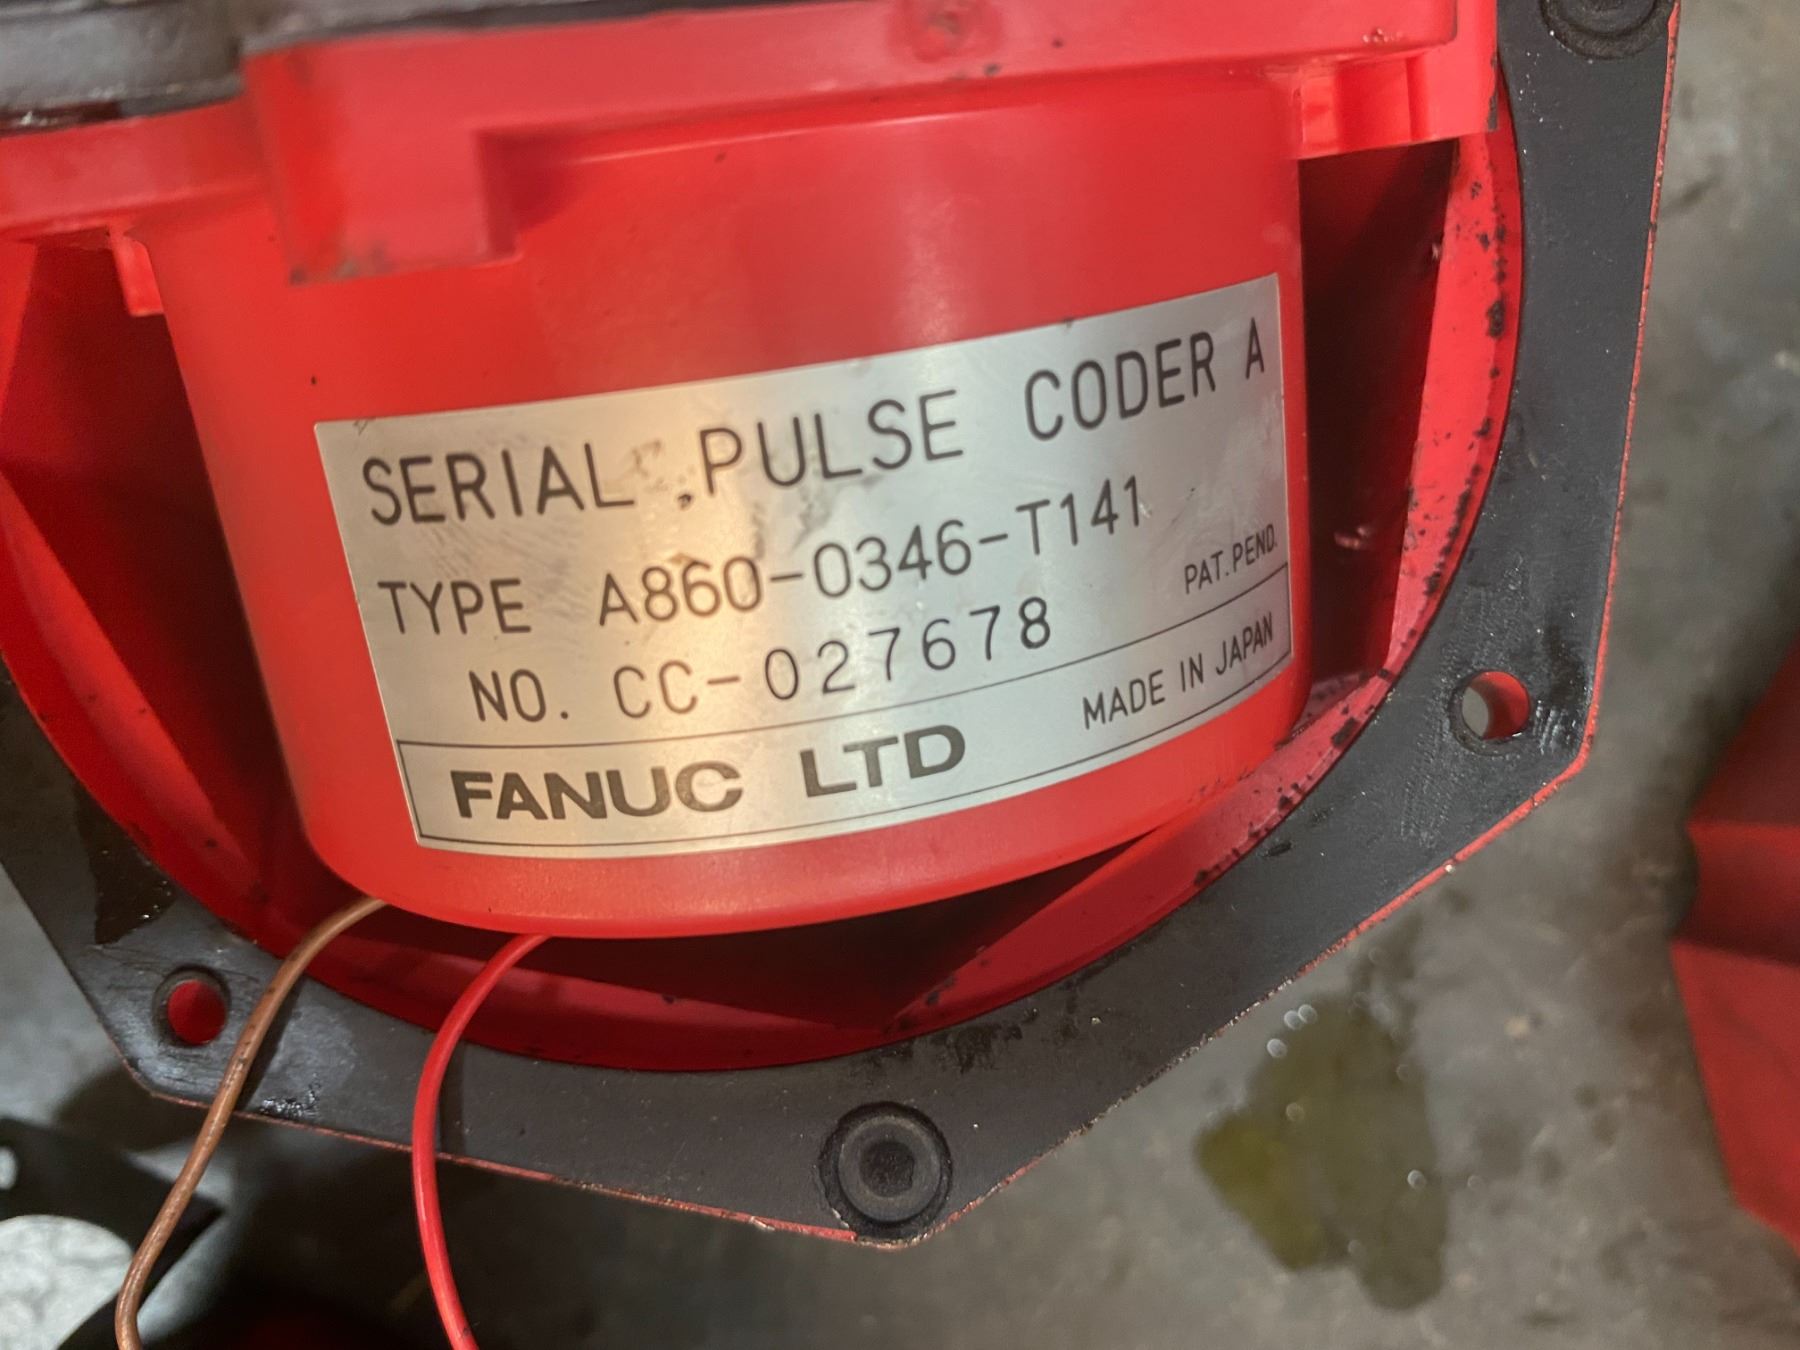 SERIAL PULSE CODER A
TYPE A860-0346-T141
NO. CC-027678
PAT.PEND.
FANUC LTD
MADE IN JAPAN